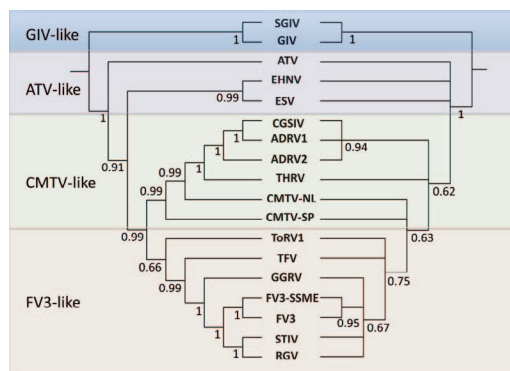 SGIV
GIV-like
1 GIV 1
ATV
ATV-like
EHNV
0.99 ESV
1 1
CGSIV
1 ADRV1
1 ADRV2 0.94
0.91
0.99 1 THRV
CMTV-like
0.99 CMTV-NL 0.62
CMTV-SP
0.99 ToRV1 0.63
0.66 TFV
0.99 GGRV 0.75
FV3-SSME
FV3-like
1 FV3 0.95 0.67
1 1 STIV
1 RGV